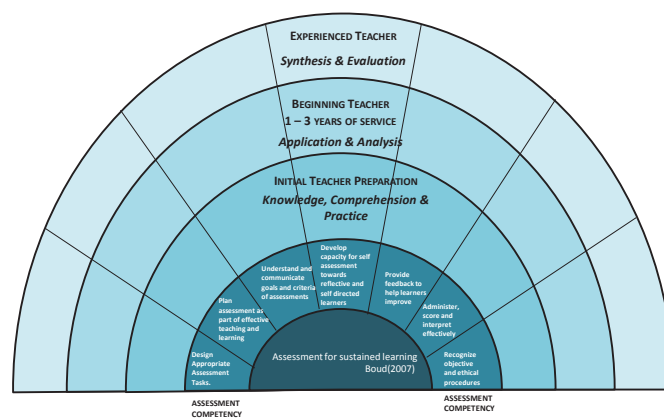 EXPERIENCED TEACHER
Synthesis & Evaluation
BEGINNING TEACHER
1 – 3 YEARS OF SERVICE
Application & Analysis
INITIAL TEACHER PREPARATION
Knowledge, Comprehension &
Practice
Design
Appropriate
Assessment
Tasks.
Plan
assessment as
part of effective
teaching and
learning
Understand and
communicate
goals and criteria
of assessments
Develop
capacity for self
assessment
towards
reflective and
self directed
learners
Provide
feedback to
help learners
improve
Administer,
score and
interpret
effectively
Recognize
objective
and ethical
procedures
Assessment for sustained learning
Boud(2007)
ASSESSMENT
COMPETENCY
ASSESSMENT
COMPETENCY